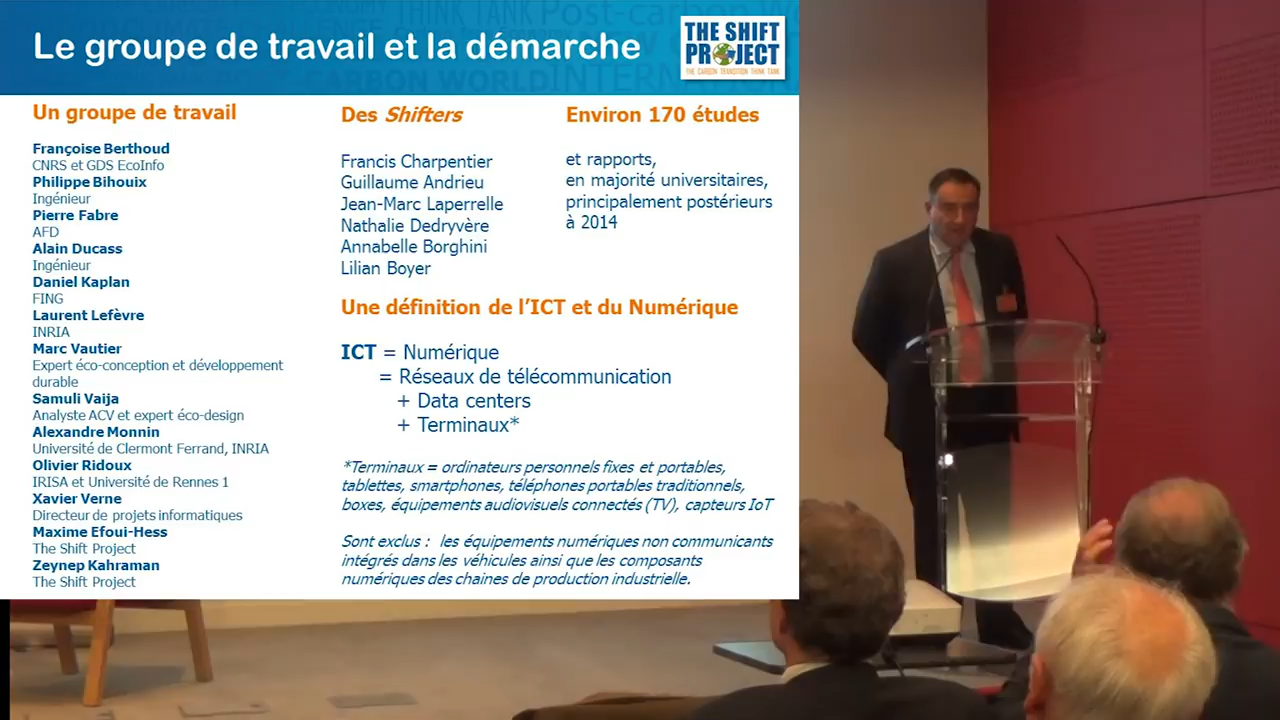 Le groupe de travail et la démarche
THE SHIFT
PROJECT
THE CARBON TRANSITION THINK TANK
Un groupe de travail
Françoise Berthoud
CNRS et GDS EcoInfo
Philippe Bihouix
Ingénieur
Pierre Fabre
AFD
Alain Ducass
Ingénieur
Daniel Kaplan
FING
Laurent Lefèvre
INRIA
Marc Vautier
Expert éco-conception et développement
durable
Samuli Vaija
Analyste ACV et expert éco-design
Alexandre Monnin
Université de Clermont Ferrand, INRIA
Olivier Ridoux
IRISA et Université de Rennes 1
Xavier Verne
Directeur de projets informatiques
Maxime Efoui-Hess
The Shift Project
Zeynep Kahraman
The Shift Project
Des Shifters
Francis Charpentier
Guillaume Andrieu
Jean-Marc Laperrelle
Nathalie Dedryvère
Annabelle Borghini
Lilian Boyer
Environ 170 études
et rapports,
en majorité universitaires,
principalement postérieurs
à 2014
Une définition de l'ICT et du Numérique
ICT = Numérique
= Réseaux de télécommunication
+ Data centers
+ Terminaux*
*Terminaux = ordinateurs personnels fixes et portables,
tablettes, smartphones, téléphones portables traditionnels,
boxes, équipements audiovisuels connectés (TV), capteurs IoT
Sont exclus : les équipements numériques non communicants
intégrés dans les véhicules ainsi que les composants
numériques des chaines de production industrielle.